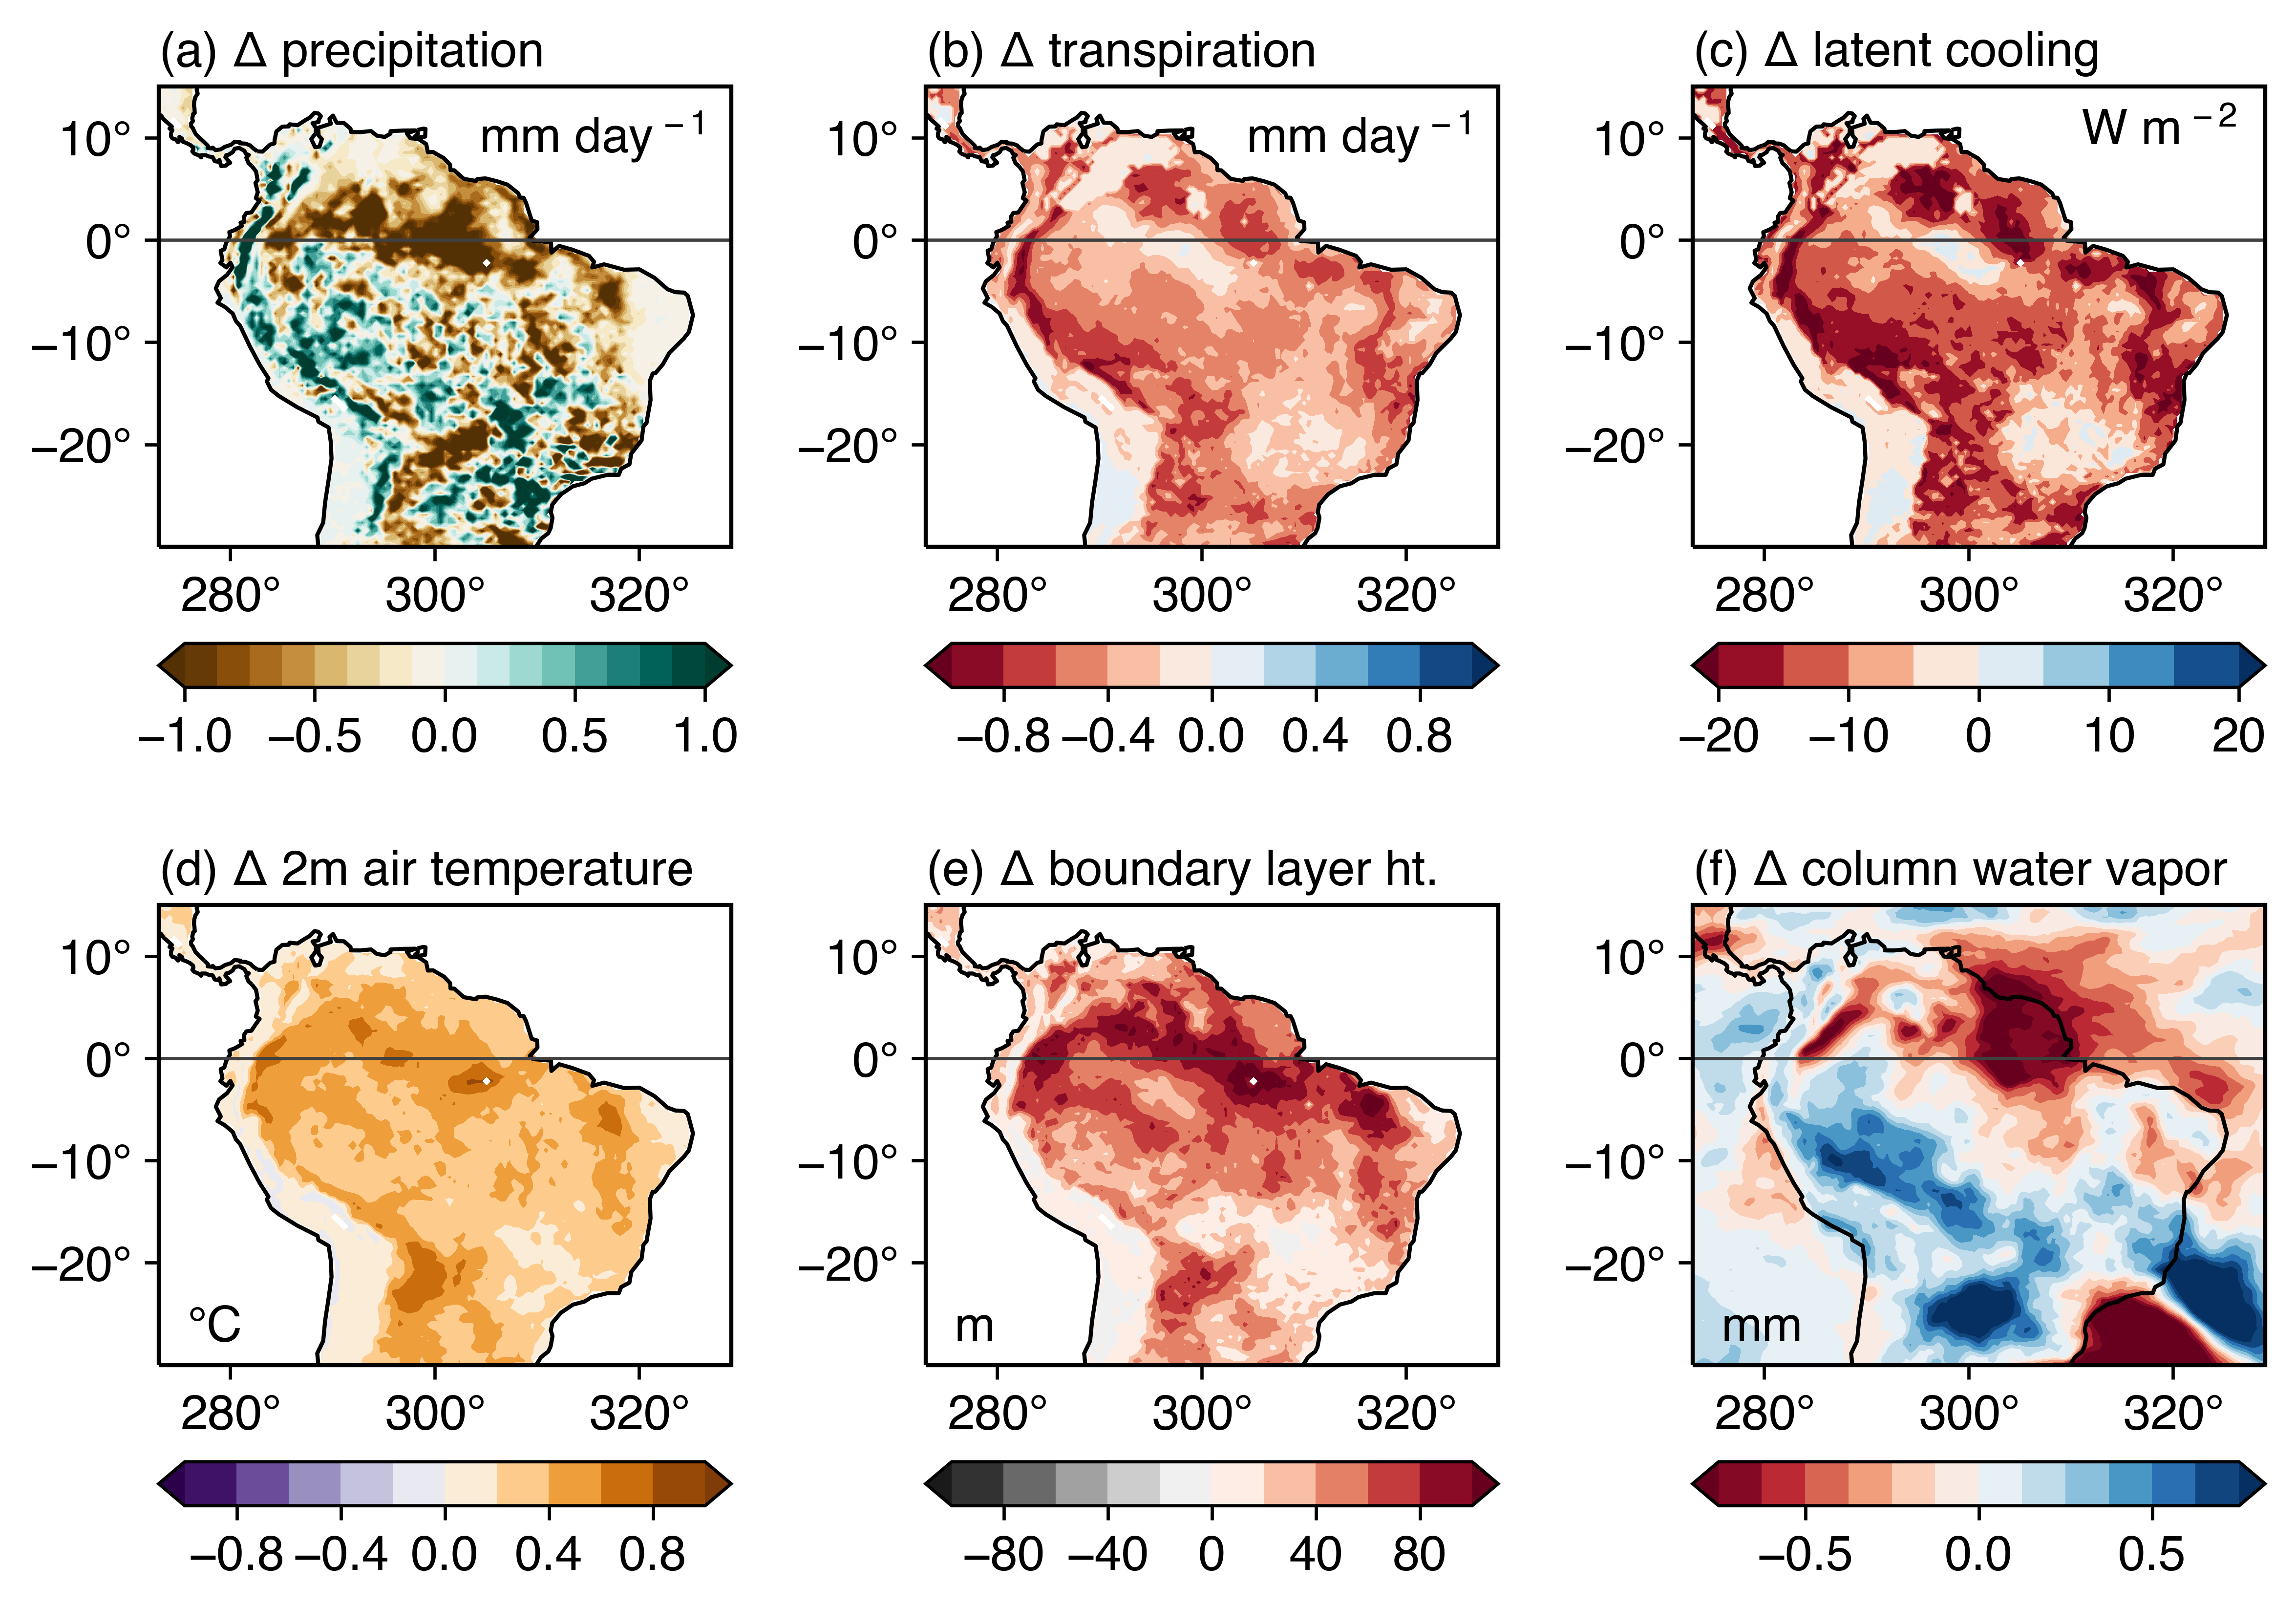 (a) Δ precipitation
mm day⁻¹
10°
0°
−10°
−20°
280° 300° 320°
−1.0 −0.5 0.0 0.5 1.0
(b) Δ transpiration
mm day⁻¹
10°
0°
−10°
−20°
280° 300° 320°
−0.8 −0.4 0.0 0.4 0.8
(c) Δ latent cooling
W m⁻²
10°
0°
−10°
−20°
280° 300° 320°
−20 −10 0 10 20
(d) Δ 2m air temperature
10°
0°
−10°
−20°
°C
280° 300° 320°
−0.8 −0.4 0.0 0.4 0.8
(e) Δ boundary layer ht.
10°
0°
−10°
−20°
m
280° 300° 320°
−80 −40 0 40 80
(f) Δ column water vapor
10°
0°
−10°
−20°
mm
280° 300° 320°
−0.5 0.0 0.5